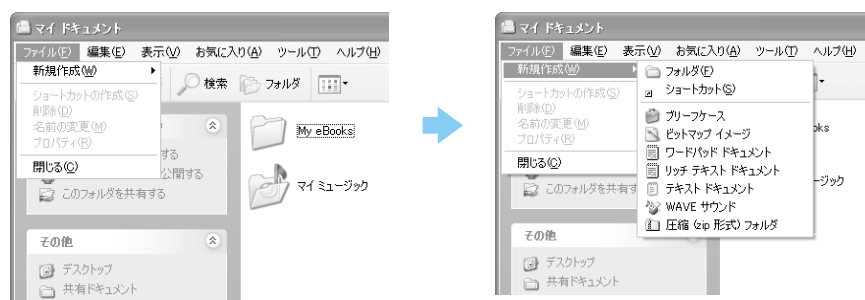 マイ ドキュメント
ファイル(F) 編集(E) 表示(V) お気に入り(A) ツール(T) ヘルプ(H)
新規作成(W)
ショートカットの作成(S)
削除(D)
名前の変更(M)
プロパティ(R)
閉じる(C)
検索 フォルダ
する
公開する
このフォルダを共有する
その他
デスクトップ
共有ドキュメント
My eBooks
マイ ミュージック
マイ ドキュメント
ファイル(F) 編集(E) 表示(V) お気に入り(A) ツール(T) ヘルプ(H)
新規作成(W)
ショートカットの作成(S)
削除(D)
名前の変更(M)
プロパティ(R)
閉じる(C)
フォルダ(F)
ショートカット(S)
ブリーフケース
ビットマップ イメージ
ワードパッド ドキュメント
リッチ テキスト ドキュメント
テキスト ドキュメント
WAVE サウンド
圧縮 (zip 形式) フォルダ
このフォルダを共有す
その他
デスクトップ
共有ドキュメント
oks
ージック